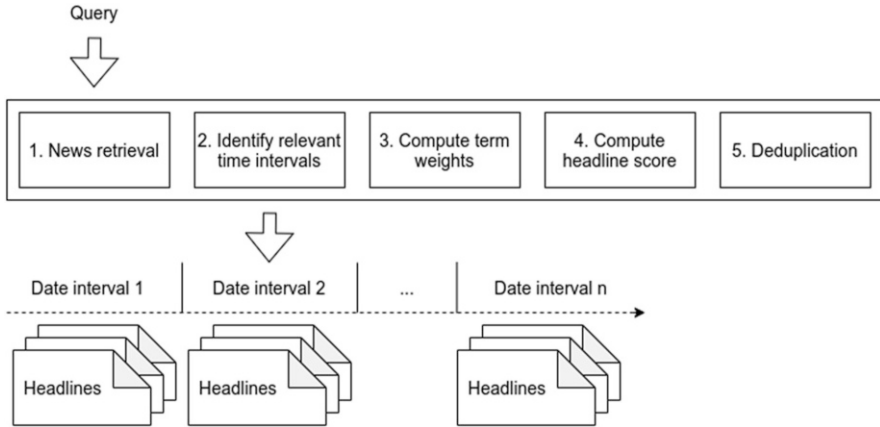 Query
1. News retrieval
2. Identify relevant
time intervals
3. Compute term
weights
4. Compute
headline score
5. Deduplication
Date interval 1
Date interval 2
...
Date interval n
Headlines
Headlines
Headlines